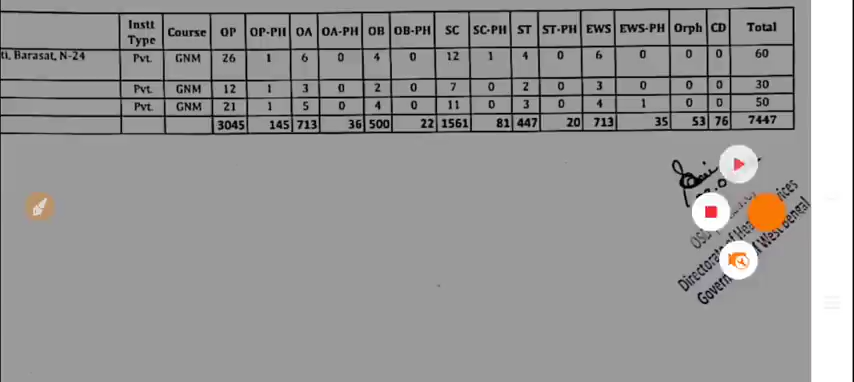 Instt Type Course OP OP-PH OA OA-PH OB OB-PH SC SC-PH ST ST-PH EWS EWS-PH Orph CD Total
ti, Barasat, N-24 Pvt. GNM 26 1 6 0 4 0 12 1 4 0 6 0 0 0 60
Pvt. GNM 12 1 3 0 2 0 7 0 2 0 3 0 0 0 30
Pvt. GNM 21 1 5 0 4 0 11 0 3 0 4 1 0 0 50
3045 145 713 36 500 22 1561 81 447 20 713 35 53 76 7447
Directorate of
Govern West Bengal